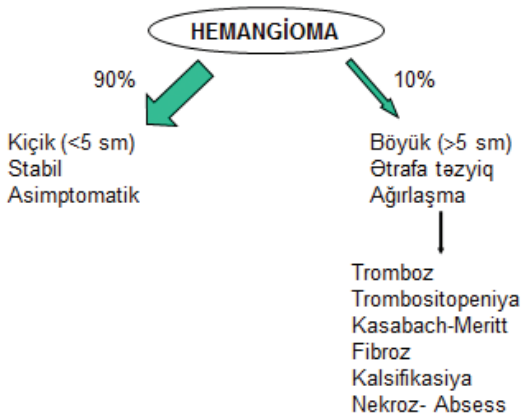 HEMANGİOMA
90%
10%
Kiçik (<5 sm)
Stabil
Asimptomatik
Böyük (>5 sm)
Ətrafa təzyiq
Ağırlaşma
Tromboz
Trombositopeniya
Kasabach-Meritt
Fibroz
Kalsifikasiya
Nekroz- Absess